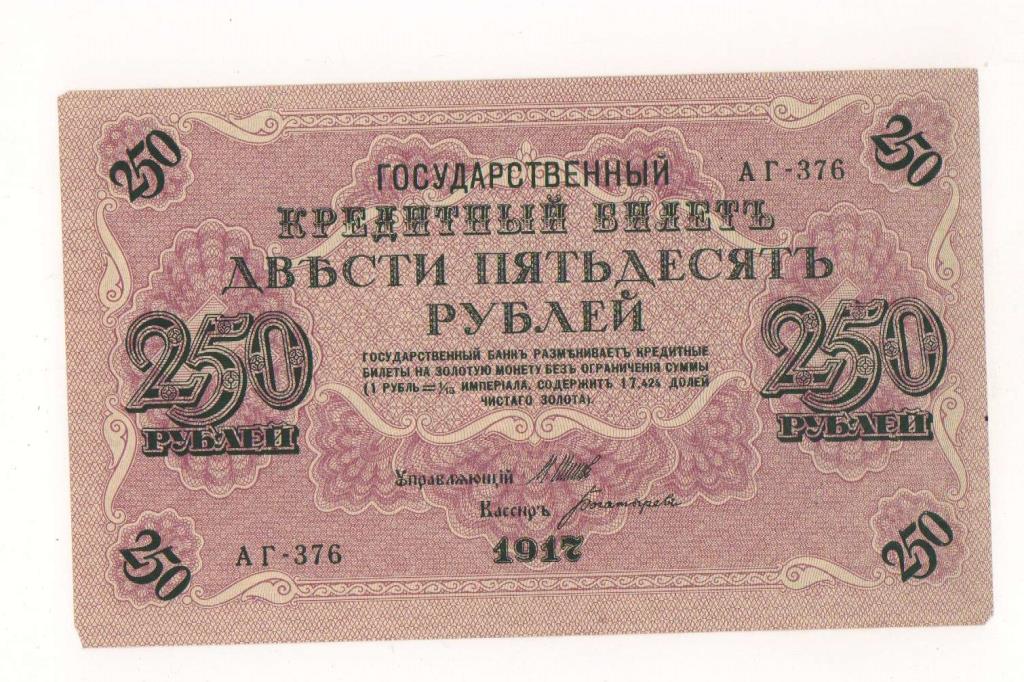 250 250
ГОСУДАРСТВЕННЫЙ АГ-376
КРЕДИТНЫЙ БИЛЕТЪ
ДВѢСТИ ПЯТЬДЕСЯТЪ
РУБЛЕЙ
250 РУБЛЕЙ
ГОСУДАРСТВЕННЫЙ БАНКЪ РАЗМѢНИВАЕТЪ КРЕДИТНЫЕ
БИЛЕТЫ НА ЗОЛОТУЮ МОНЕТУ БЕЗЪ ОГРАНИЧЕНІЯ СУММЫ
(1 РУБЛЬ = 1/15 ИМПЕРІАЛА, СОДЕРЖИТЪ 17,424 ДОЛЕЙ
ЧИСТАГО ЗОЛОТА).
250 РУБЛЕЙ
Управляющій И.Шипов
Кассиръ Богатырев
АГ-376 1917
250 250